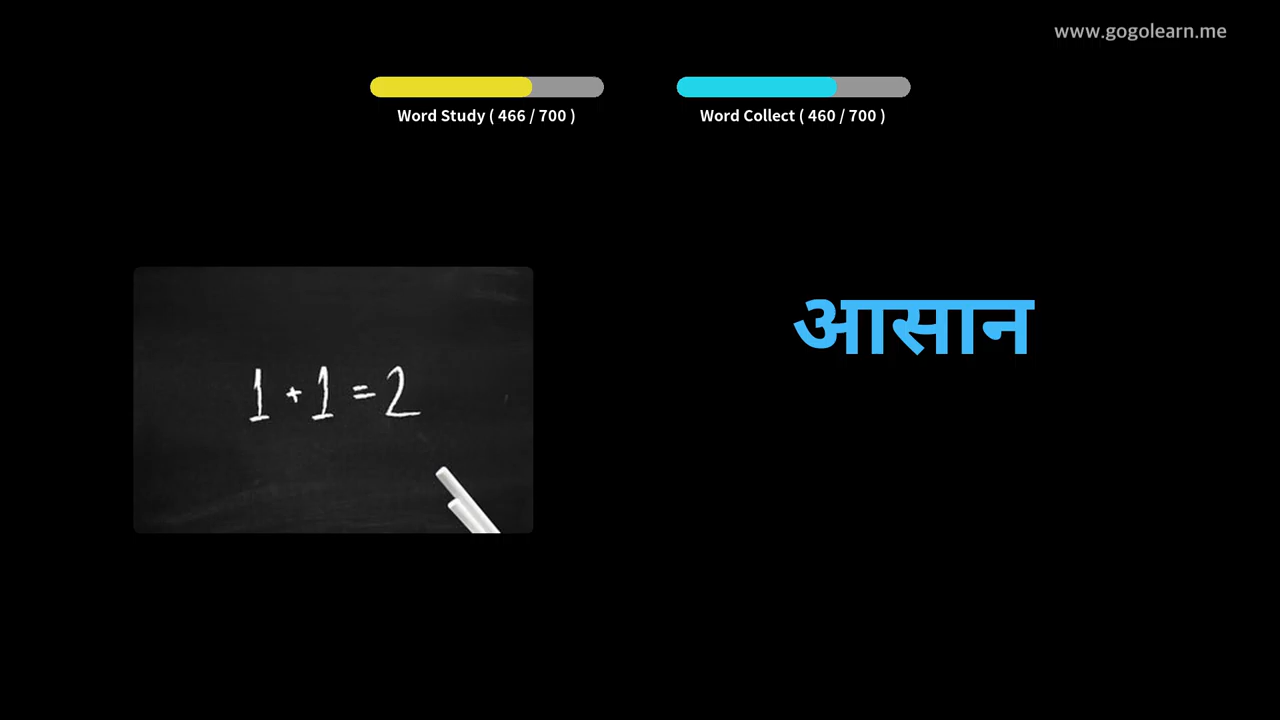 www.gogolearn.me
Word Study ( 466 / 700 )
Word Collect ( 460 / 700 )
1 + 1 = 2
आसान